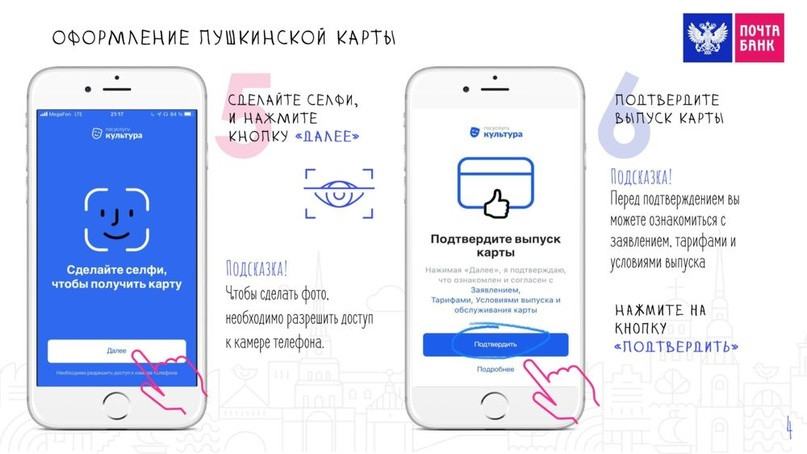 ОФОРМЛЕНИЕ ПУШКИНСКОЙ КАРТЫ
ПОЧТА
БАНК
5
СДЕЛАЙТЕ СЕЛФИ,
И НАЖМИТЕ
КНОПКУ «ДАЛЕЕ»
MegaFon LTE 21:17 84 %
госуслуги
культура
Сделайте селфи,
чтобы получить карту
Далее
Необходимо разрешить доступ к камере телефона
Подсказка!
Чтобы сделать фото,
необходимо разрешить доступ
к камере телефона.
6
ПОДТВЕРДИТЕ
ВЫПУСК КАРТЫ
госуслуги
культура
Подтвердите выпуск
карты
Нажимая «Далее», я подтверждаю,
что ознакомлен и согласен с
Заявлением,
Тарифами, Условиями выпуска и
обслуживания карты
Подтвердить
Подробнее
Подсказка!
Перед подтверждением вы
можете ознакомиться с
заявлением, тарифами и
условиями выпуска
НАЖМИТЕ НА
КНОПКУ
«ПОДТВЕРДИТЬ»
4